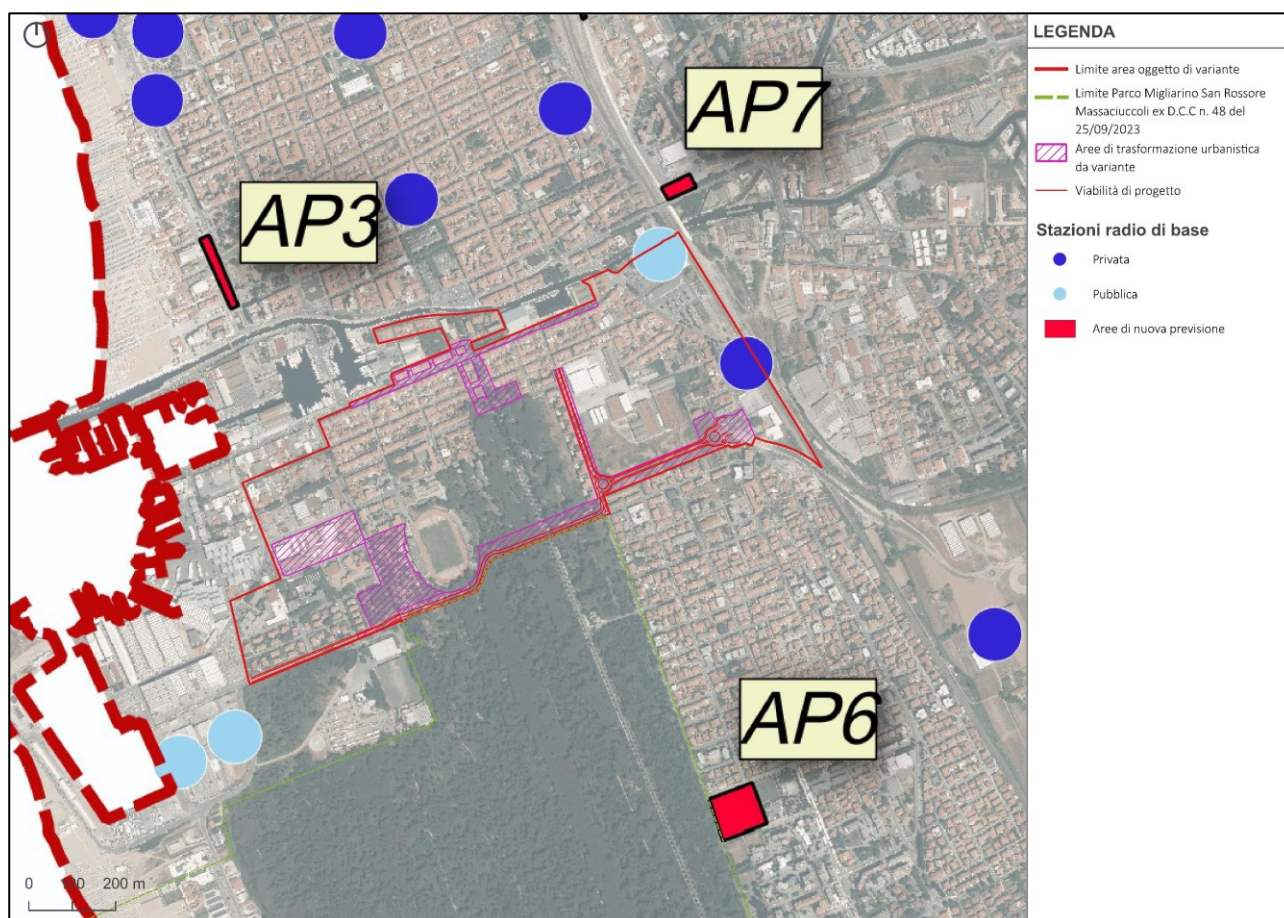 AP7
AP3
AP6
0 100 200 m
LEGENDA
Limite area oggetto di variante
Limite Parco Migliarino San Rossore
Massaciuccoli ex D.C.C n. 48 del
25/09/2023
Aree di trasformazione urbanistica
da variante
Viabilità di progetto
Stazioni radio di base
Privata
Pubblica
Aree di nuova previsione